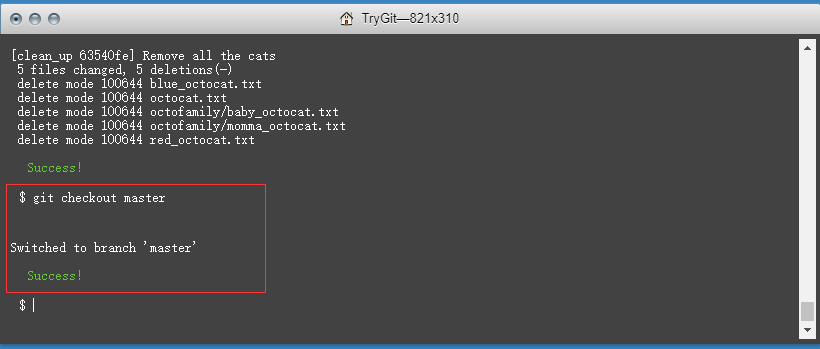 TryGit—821x310
[clean_up 63540fe] Remove all the cats
5 files changed, 5 deletions(-)
delete mode 100644 blue_octocat.txt
delete mode 100644 octocat.txt
delete mode 100644 octofamily/baby_octocat.txt
delete mode 100644 octofamily/momma_octocat.txt
delete mode 100644 red_octocat.txt
Success!
$ git checkout master
Switched to branch 'master'
Success!
$